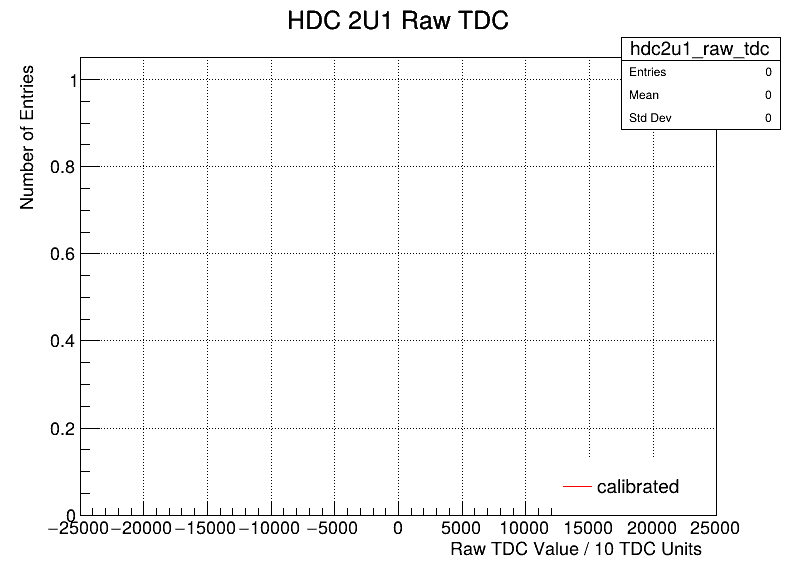 HDC 2U1 Raw TDC
hdc2u1_raw_tdc
Entries 0
Mean 0
Std Dev 0
Number of Entries
1
0.8
0.6
0.4
0.2
0
calibrated
−25000 −20000 −15000 −10000 −5000 0 5000 10000 15000 20000 25000
Raw TDC Value / 10 TDC Units